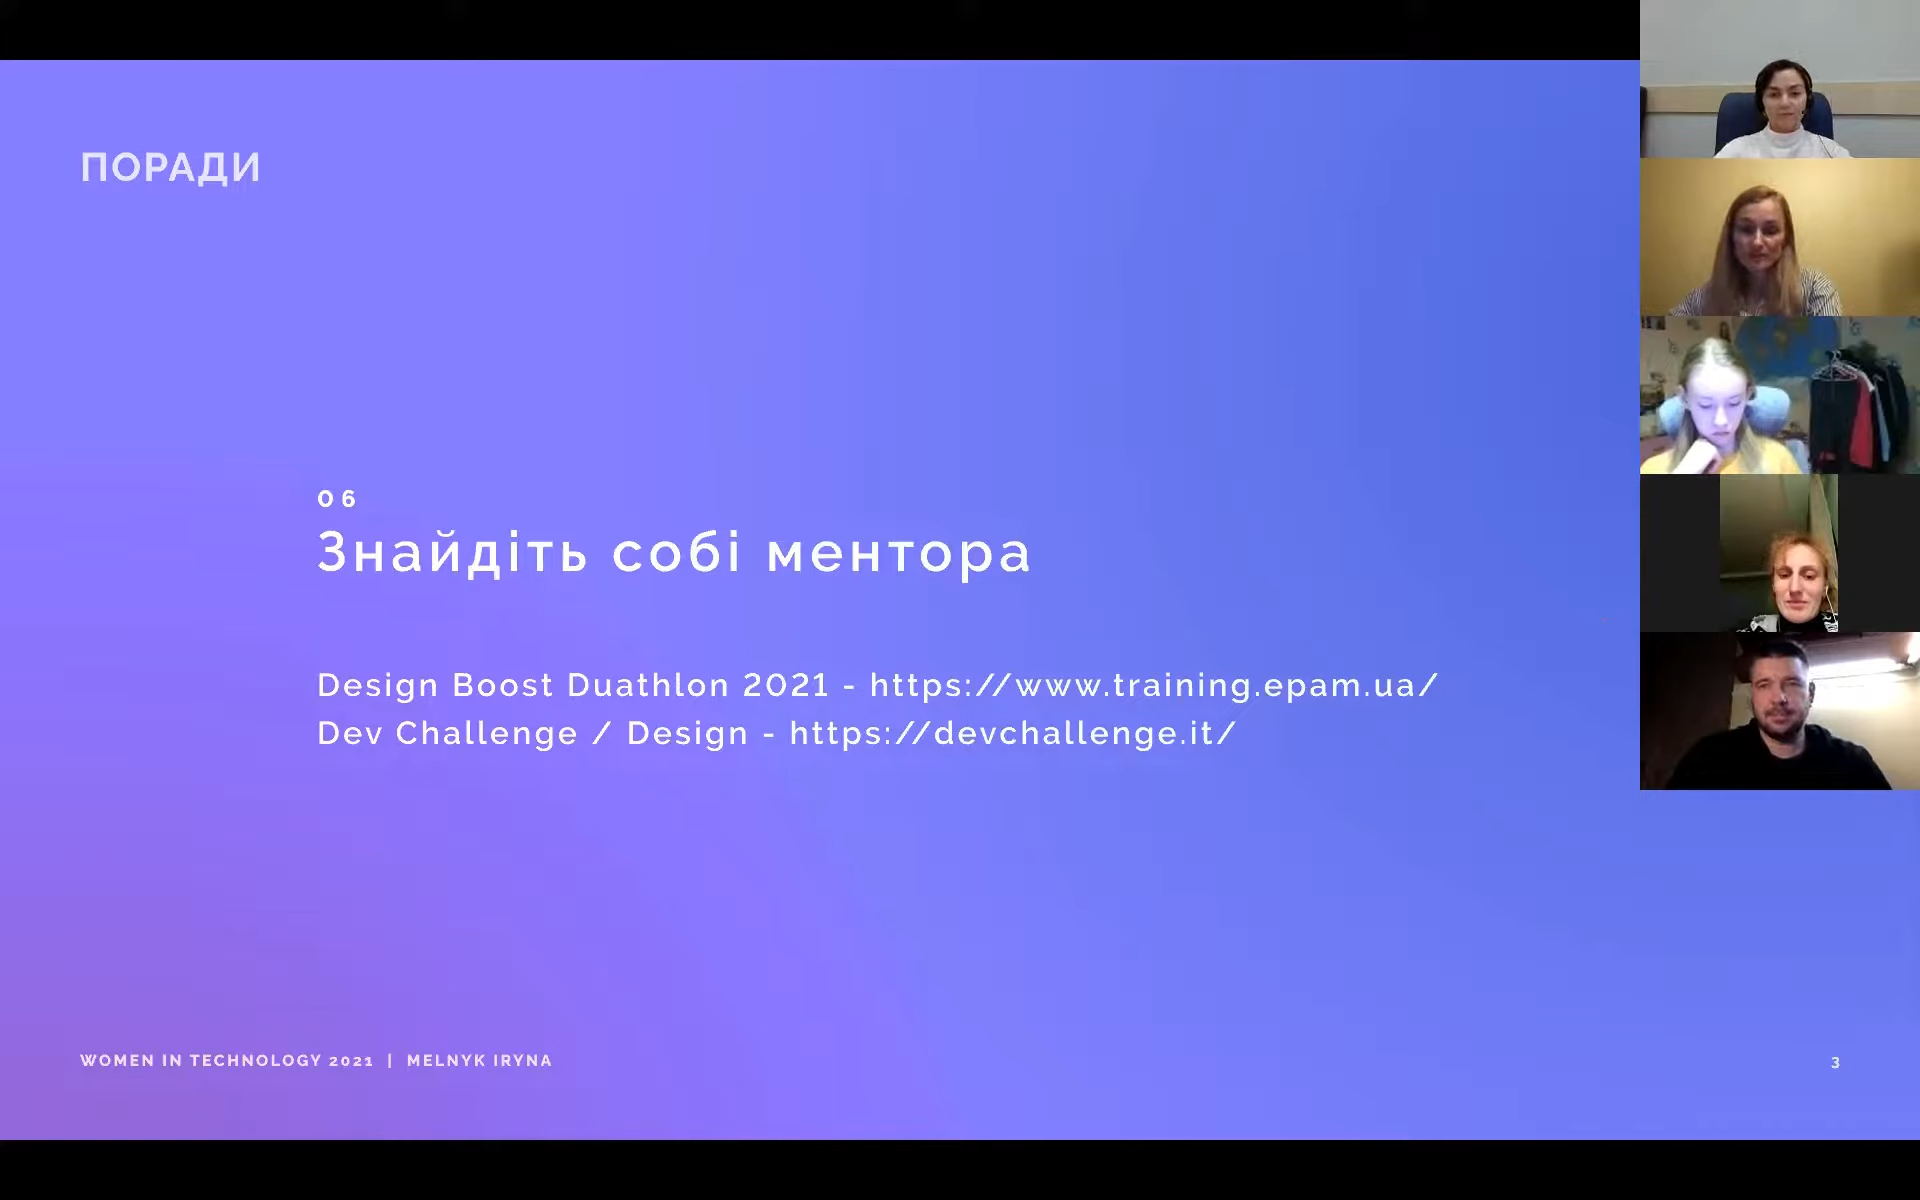 ПОРАДИ
06
Знайдіть собі ментора
Design Boost Duathlon 2021 - https://www.training.epam.ua/
Dev Challenge / Design - https://devchallenge.it/
WOMEN IN TECHNOLOGY 2021 | MELNYK IRYNA
3